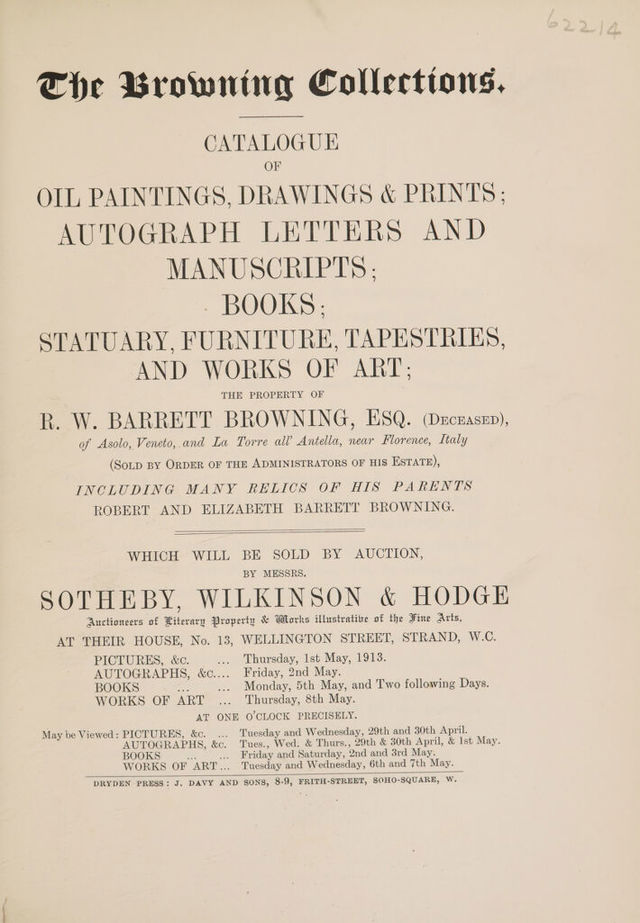 62214
The Browning Collections.
CATALOGUE
OF
OIL PAINTINGS, DRAWINGS & PRINTS;
AUTOGRAPH LETTERS AND
MANUSCRIPTS;
BOOKS;
STATUARY, FURNITURE, TAPESTRIES,
AND WORKS OF ART;
THE PROPERTY OF
R. W. BARRETT BROWNING, ESQ. (DECEASED),
of Asolo, Veneto, and La Torre all' Antella, near Florence, Italy
(SOLD BY ORDER OF THE ADMINISTRATORS OF HIS ESTATE),
INCLUDING MANY RELICS OF HIS PARENTS
ROBERT AND ELIZABETH BARRETT BROWNING.
WHICH WILL BE SOLD BY AUCTION,
BY MESSRS.
SOTHEBY, WILKINSON & HODGE
Auctioneers of Literary Property & Works illustrative of the Fine Arts,
AT THEIR HOUSE, No. 13, WELLINGTON STREET, STRAND, W.C.
PICTURES, &c. ... Thursday, 1st May, 1913.
AUTOGRAPHS, &c.... Friday, 2nd May.
BOOKS ... ... Monday, 5th May, and Two following Days.
WORKS OF ART ... Thursday, 8th May.
AT ONE O'CLOCK PRECISELY.
May be Viewed: PICTURES, &c. ... Tuesday and Wednesday, 29th and 30th April.
AUTOGRAPHS, &c. Tues., Wed. & Thurs., 29th & 30th April, & 1st May.
BOOKS ... ... Friday and Saturday, 2nd and 3rd May.
WORKS OF ART ... Tuesday and Wednesday, 6th and 7th May.
DRYDEN PRESS: J. DAVY AND SONS, 8-9, FRITH-STREET, SOHO-SQUARE, W.